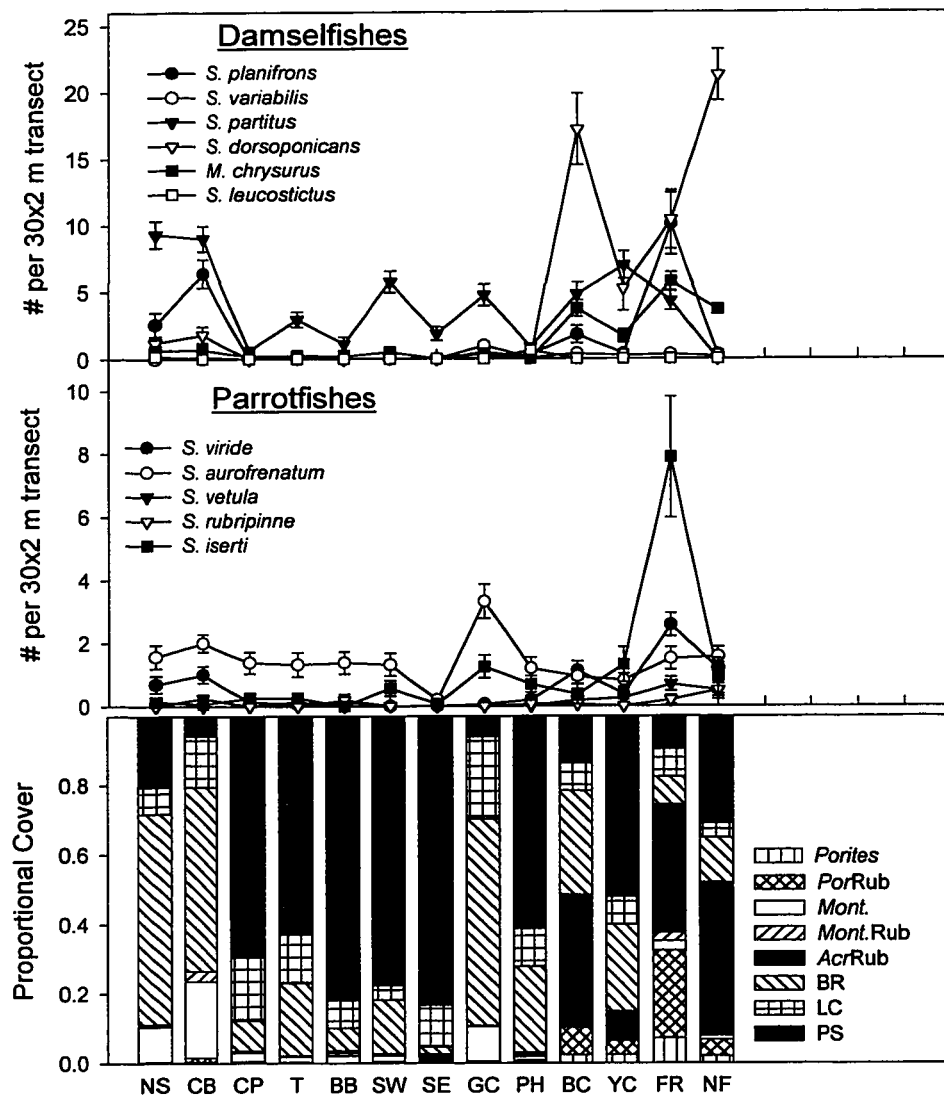 Damselfishes
S. planifrons
S. variabilis
S. partitus
S. dorsoponicans
M. chrysurus
S. leucostictus
# per 30x2 m transect
25
20
15
10
5
0
Parrotfishes
S. viride
S. aurofrenatum
S. vetula
S. rubripinne
S. iserti
# per 30x2 m transect
10
8
6
4
2
0
Proportional Cover
0.8
0.6
0.4
0.2
0.0
Porites
PorRub
Mont.
Mont.Rub
AcrRub
BR
LC
PS
NS CB CP T BB SW SE GC PH BC YC FR NF